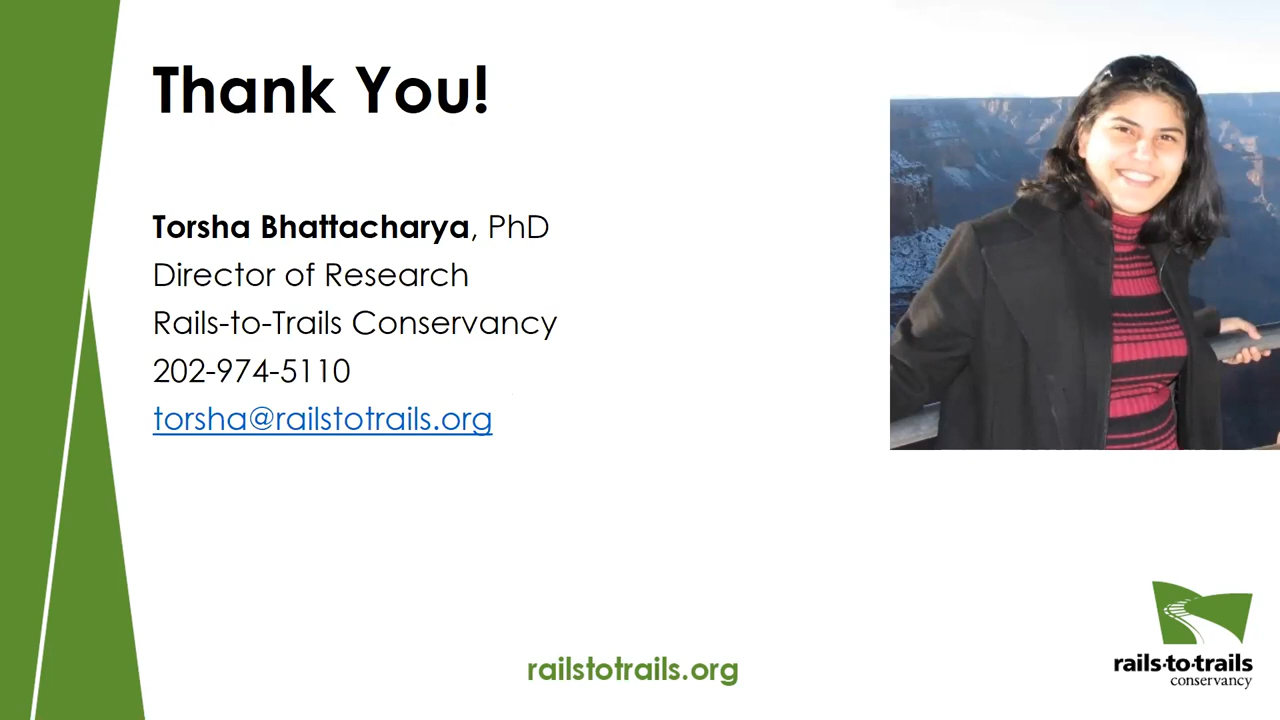 Thank You!
Torsha Bhattacharya, PhD
Director of Research
Rails-to-Trails Conservancy
202-974-5110
torsha@railstotrails.org
railstotrails.org
rails·to·trails
conservancy